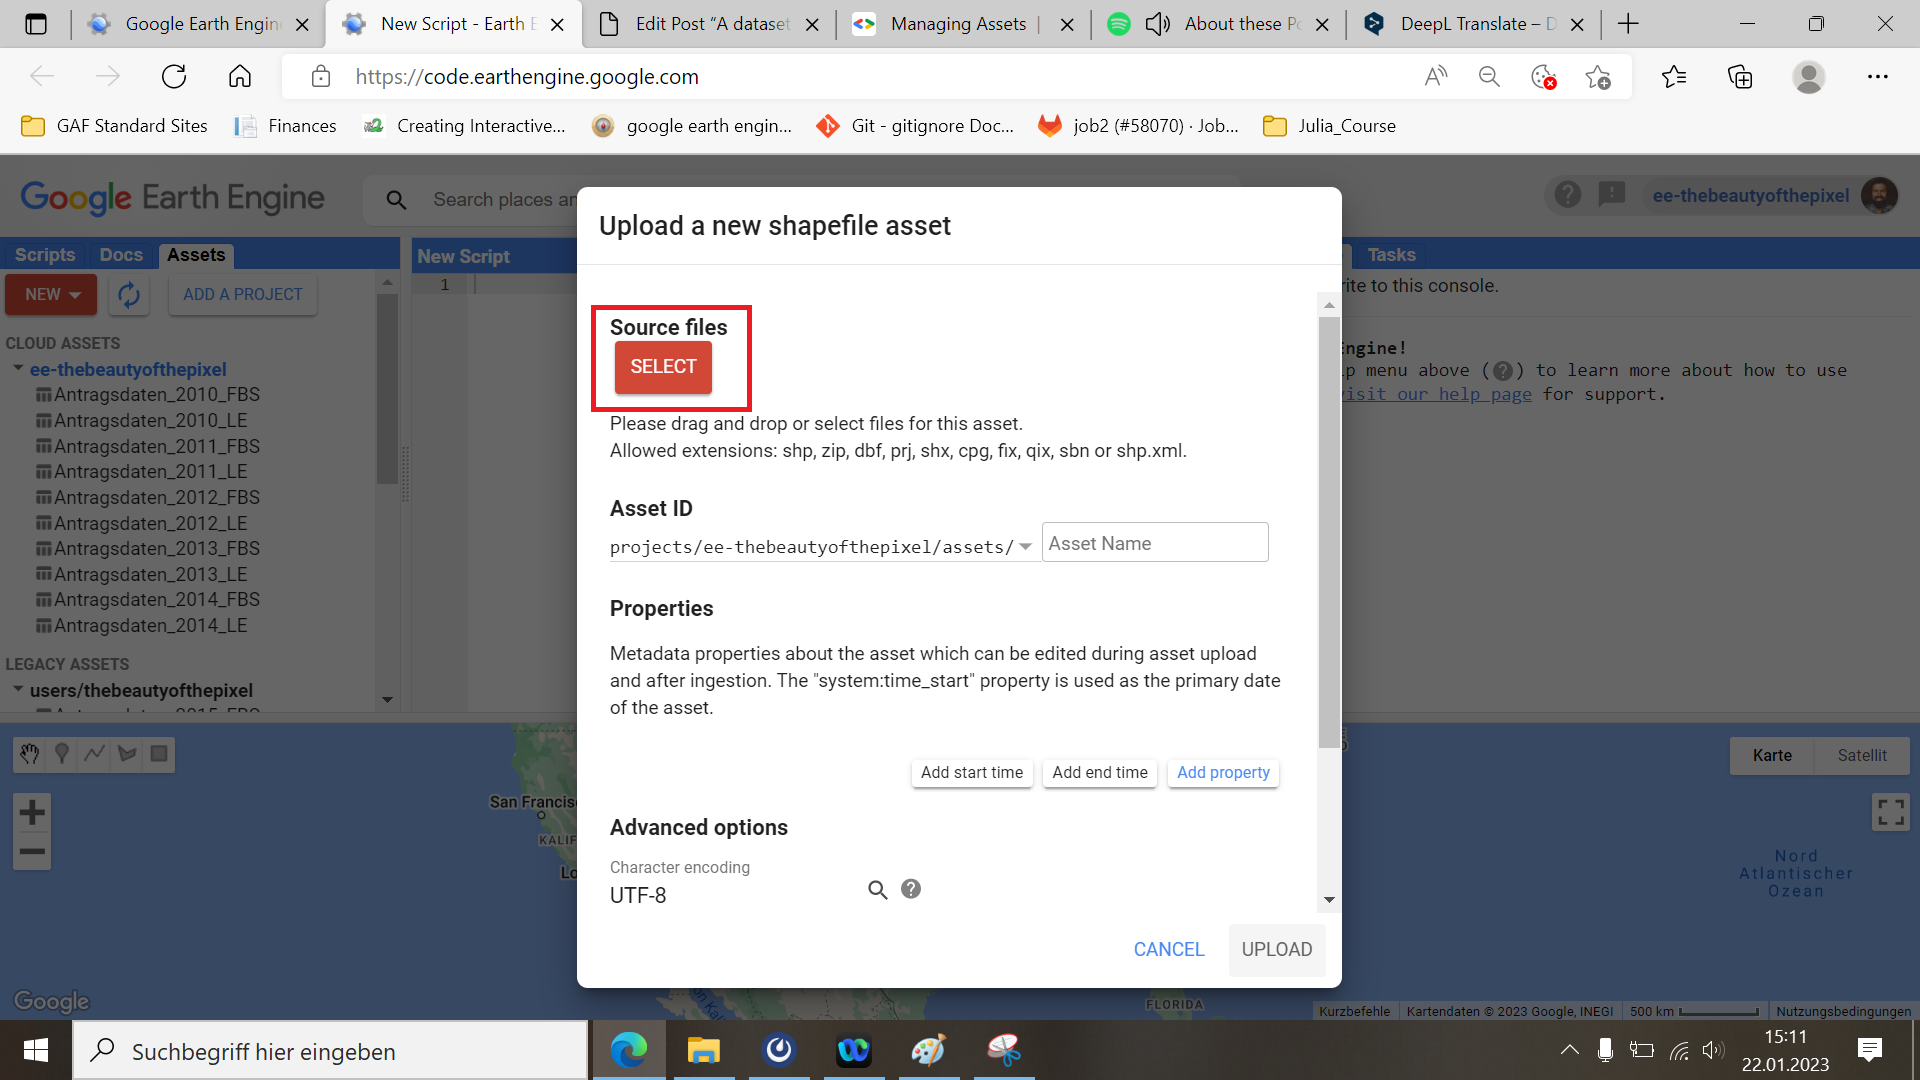 Google Earth Engin
New Script - Earth E
Edit Post “A dataset
Managing Assets |
About these Po
DeepL Translate – D
https://code.earthengine.google.com
GAF Standard Sites
Finances
Creating Interactive...
google earth engin...
Git - gitignore Doc...
job2 (#58070) · Job...
Julia_Course
Google Earth Engine
Search places an
ee-thebeautyofthepixel
Scripts
Docs
Assets
NEW
ADD A PROJECT
CLOUD ASSETS
ee-thebeautyofthepixel
Antragsdaten_2010_FBS
Antragsdaten_2010_LE
Antragsdaten_2011_FBS
Antragsdaten_2011_LE
Antragsdaten_2012_FBS
Antragsdaten_2012_LE
Antragsdaten_2013_FBS
Antragsdaten_2013_LE
Antragsdaten_2014_FBS
Antragsdaten_2014_LE
LEGACY ASSETS
users/thebeautyofthepixel
New Script
1
Tasks
rite to this console.
Engine!
lp menu above (?) to learn more about how to use
visit our help page for support.
Upload a new shapefile asset
Source files
SELECT
Please drag and drop or select files for this asset.
Allowed extensions: shp, zip, dbf, prj, shx, cpg, fix, qix, sbn or shp.xml.
Asset ID
projects/ee-thebeautyofthepixel/assets/
Asset Name
Properties
Metadata properties about the asset which can be edited during asset upload
and after ingestion. The "system:time_start" property is used as the primary date
of the asset.
Add start time
Add end time
Add property
Advanced options
Character encoding
UTF-8
CANCEL
UPLOAD
San Francisc
KALIF
Lo
Karte
Satellit
Nord
Atlantischer
Ozean
FLORIDA
Google
Kurzbefehle
Kartendaten © 2023 Google, INEGI
500 km
Nutzungsbedingungen
Suchbegriff hier eingeben
15:11
22.01.2023